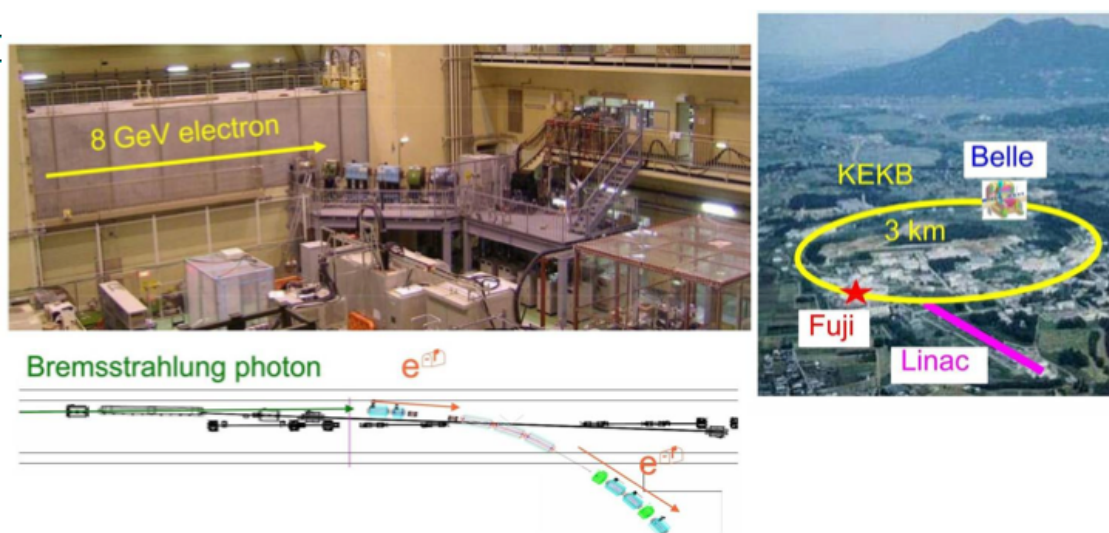 8 GeV electron
Belle
KEKB
3 km
Fuji
Linac
Bremsstrahlung photon
e
e